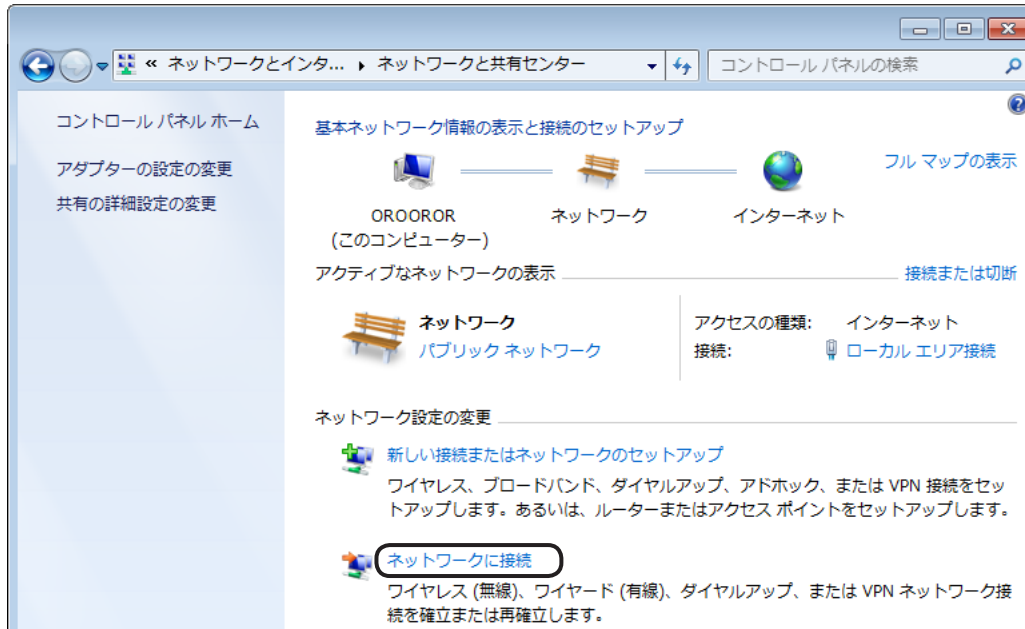 « ネットワークとインタ... ▸ ネットワークと共有センター
コントロール パネルの検索
コントロール パネル ホーム
アダプターの設定の変更
共有の詳細設定の変更
基本ネットワーク情報の表示と接続のセットアップ
フル マップの表示
OROOROR
(このコンピューター)
ネットワーク
インターネット
アクティブなネットワークの表示
接続または切断
ネットワーク
パブリック ネットワーク
アクセスの種類: インターネット
接続: ローカル エリア接続
ネットワーク設定の変更
新しい接続またはネットワークのセットアップ
ワイヤレス、ブロードバンド、ダイヤルアップ、アドホック、または VPN 接続をセッ
トアップします。あるいは、ルーターまたはアクセス ポイントをセットアップします。
ネットワークに接続
ワイヤレス (無線)、ワイヤード (有線)、ダイヤルアップ、または VPN ネットワーク接
続を確立または再確立します。